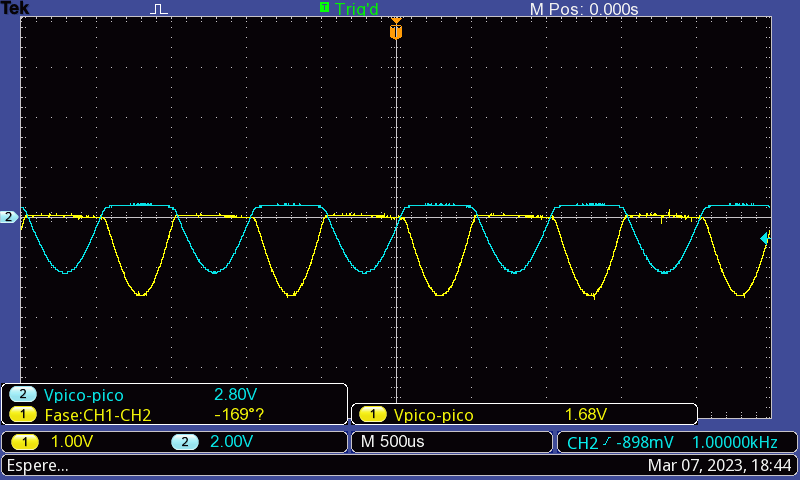 Tek Trig'd M Pos: 0.000s
T
T
2
2 Vpico-pico 2.80V
1 Fase:CH1-CH2 -169°?
1 Vpico-pico 1.68V
1 1.00V 2 2.00V M 500us CH2 -898mV 1.00000kHz
Espere... Mar 07, 2023, 18:44